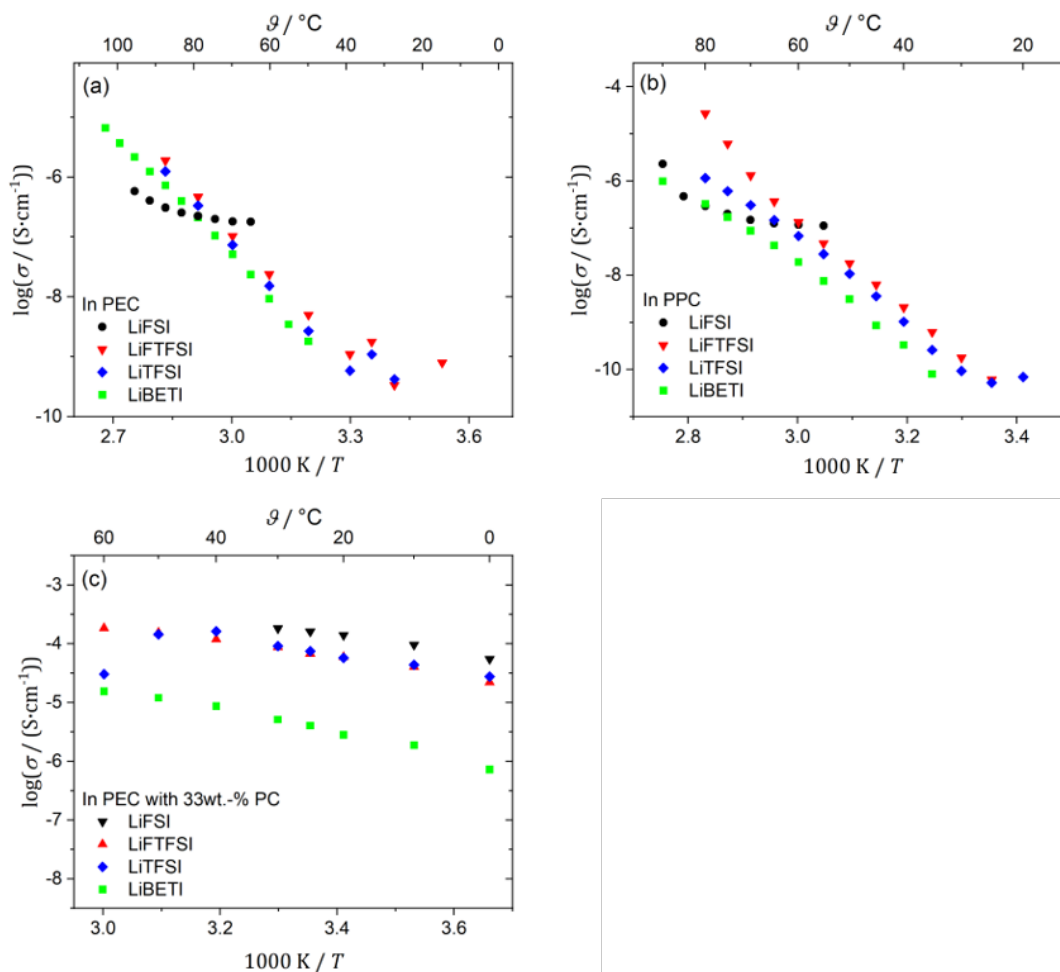 ϑ / °C
100 80 60 40 20 0
(a)
-6
-8
-10
log(σ / (S·cm⁻¹))
In PEC
LiFSI
LiFTFSI
LiTFSI
LiBETI
2.7 3.0 3.3 3.6
1000 K / T
ϑ / °C
80 60 40 20
(b)
-4
-6
-8
-10
log(σ / (S·cm⁻¹))
In PPC
LiFSI
LiFTFSI
LiTFSI
LiBETI
2.8 3.0 3.2 3.4
1000 K / T
ϑ / °C
60 40 20 0
(c)
-3
-4
-5
-6
-7
-8
log(σ / (S·cm⁻¹))
In PEC with 33wt.-% PC
LiFSI
LiFTFSI
LiTFSI
LiBETI
3.0 3.2 3.4 3.6
1000 K / T